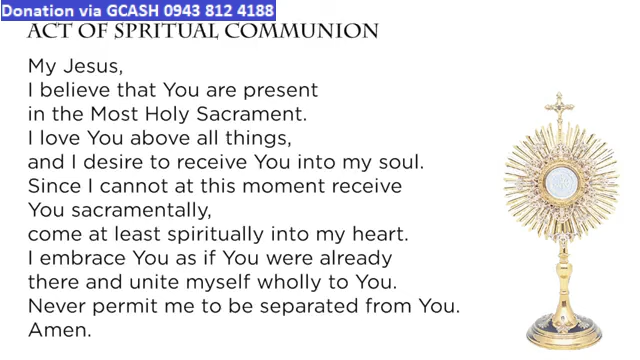 Donation via GCASH 0943 812 4188
ACT OF SPRITUAL COMMUNION
My Jesus,
I believe that You are present
in the Most Holy Sacrament.
I love You above all things,
and I desire to receive You into my soul.
Since I cannot at this moment receive
You sacramentally,
come at least spiritually into my heart.
I embrace You as if You were already
there and unite myself wholly to You.
Never permit me to be separated from You.
Amen.